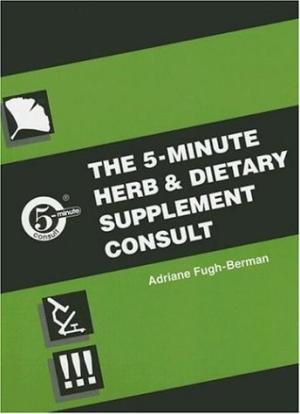 THE 5-MINUTE
HERB & DIETARY
SUPPLEMENT
CONSULT
5-minute
consult
®
Adriane Fugh-Berman
!!!